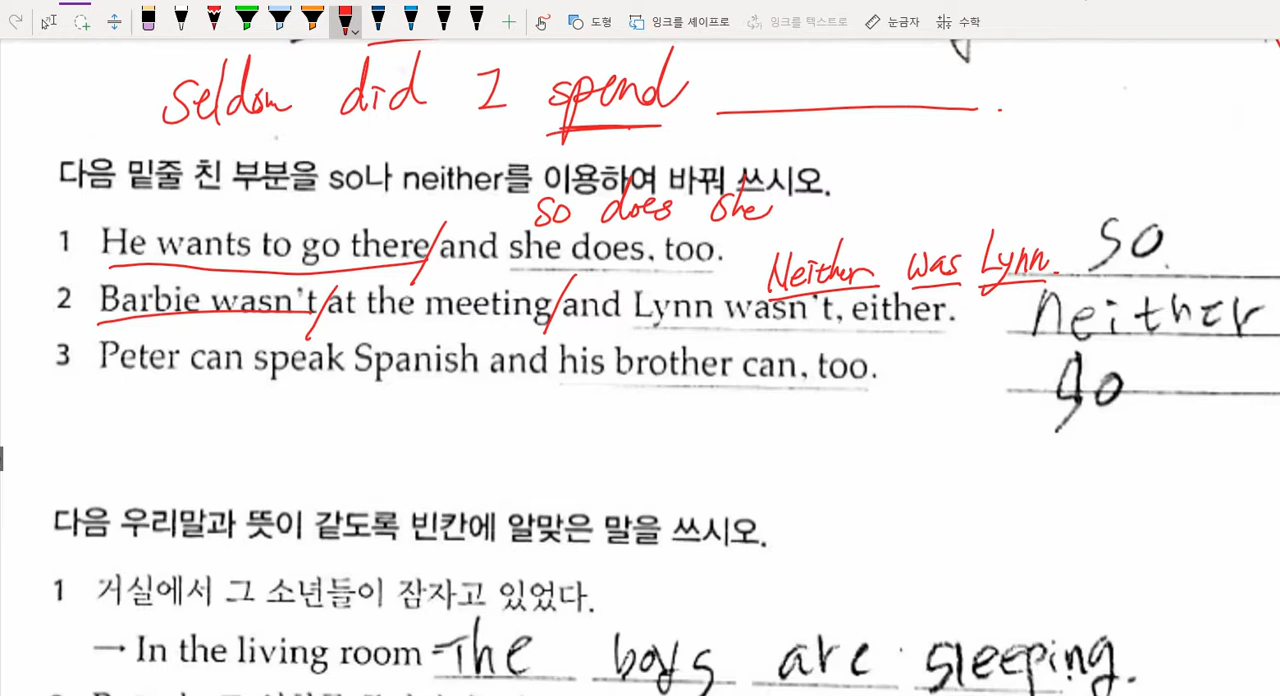 도형 잉크를 셰이프로 잉크를 텍스트로 눈금자 수학
seldom did I spend
다음 밑줄 친 부분을 so나 neither를 이용하여 바꿔 쓰시오.
so does she
1 He wants to go there/and she does, too. so.
Neither was Lynn.
2 Barbie wasn't/at the meeting/and Lynn wasn't, either. neither
3 Peter can speak Spanish and his brother can, too. so
다음 우리말과 뜻이 같도록 빈칸에 알맞은 말을 쓰시오.
1 거실에서 그 소년들이 잠자고 있었다.
→ In the living room The boys are sleeping.